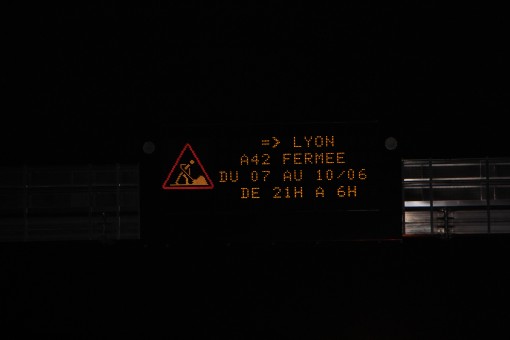 => LYON
A42 FERMEE
DU 07 AU 10/06
DE 21H A 6H